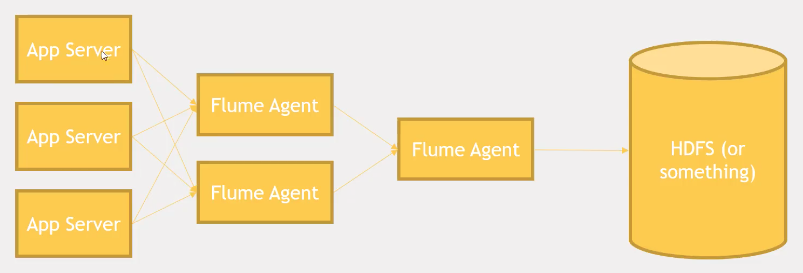 App Server
App Server
App Server
Flume Agent
Flume Agent
Flume Agent
HDFS (or
something)